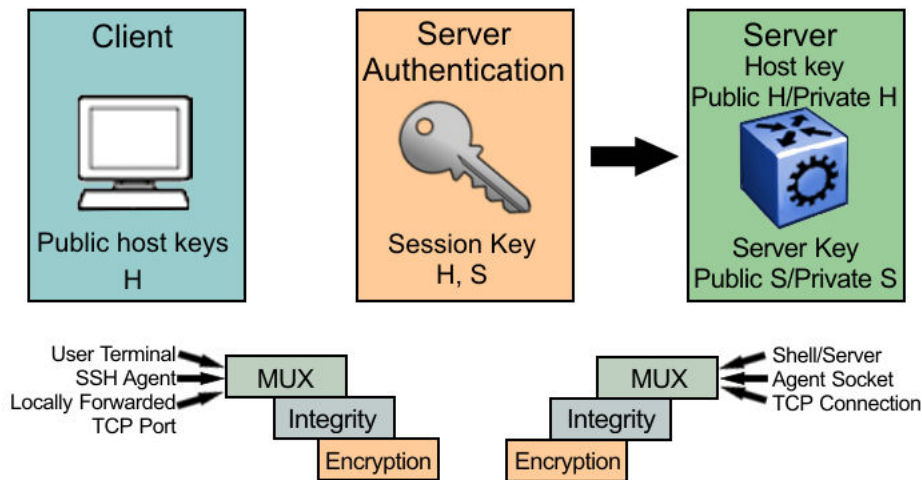 Client
Public host keys
H
Server
Authentication
Session Key
H, S
Server
Host key
Public H/Private H
Server Key
Public S/Private S
User Terminal
SSH Agent
Locally Forwarded
TCP Port
MUX
Integrity
Encryption
MUX
Integrity
Encryption
Shell/Server
Agent Socket
TCP Connection